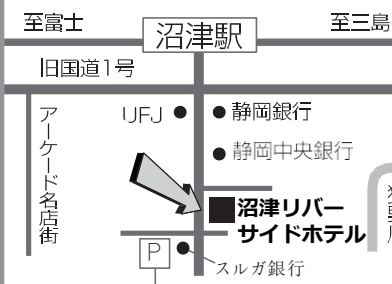 至富士
沼津駅
至三島
旧国道1号
アーケード名店街
UFJ
静岡銀行
静岡中央銀行
沼津リバー
サイドホテル
P
スルガ銀行